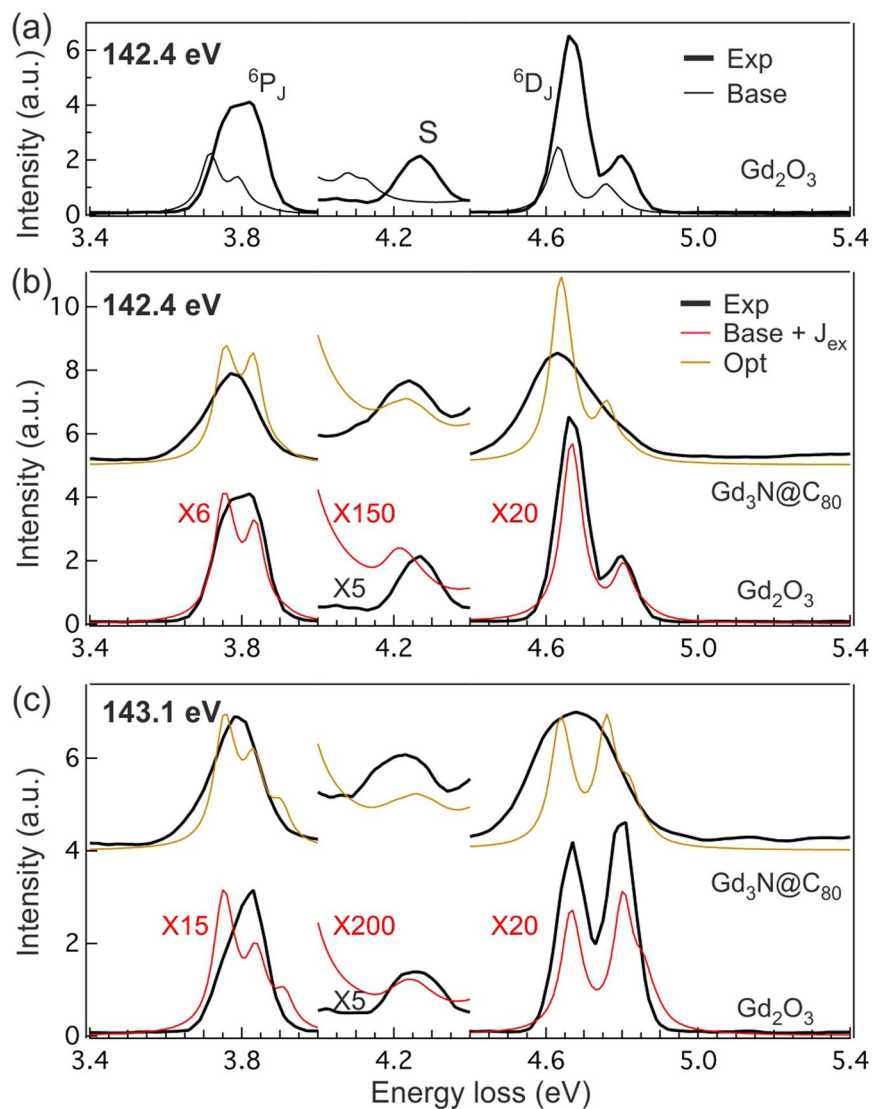 (a)
142.4 eV
⁶P_J
S
⁶D_J
Exp
Base
Gd₂O₃
Intensity (a.u.)
6
4
2
0
3.4 3.8 4.2 4.6 5.0 5.4
(b)
142.4 eV
Exp
Base + J_ex
Opt
Gd₃N@C₈₀
X6
X150
X20
X5
Gd₂O₃
Intensity (a.u.)
10
8
6
4
2
0
3.4 3.8 4.2 4.6 5.0 5.4
(c)
143.1 eV
Gd₃N@C₈₀
X15
X200
X20
X5
Gd₂O₃
Intensity (a.u.)
6
4
2
0
3.4 3.8 4.2 4.6 5.0 5.4
Energy loss (eV)